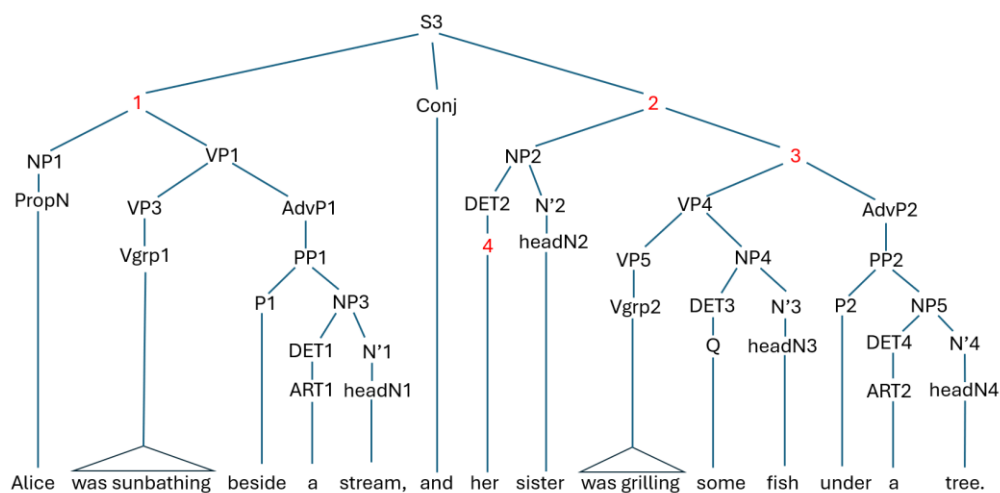 S3
1 Conj 2
NP1 VP1 NP2 3
PropN VP3 AdvP1 DET2 N’2 VP4 AdvP2
Vgrp1 PP1 4 headN2 VP5 NP4 PP2
P1 NP3 Vgrp2 DET3 N’3 P2 NP5
DET1 N’1 Q headN3 DET4 N’4
ART1 headN1 ART2 headN4
Alice was sunbathing beside a stream, and her sister was grilling some fish under a tree.